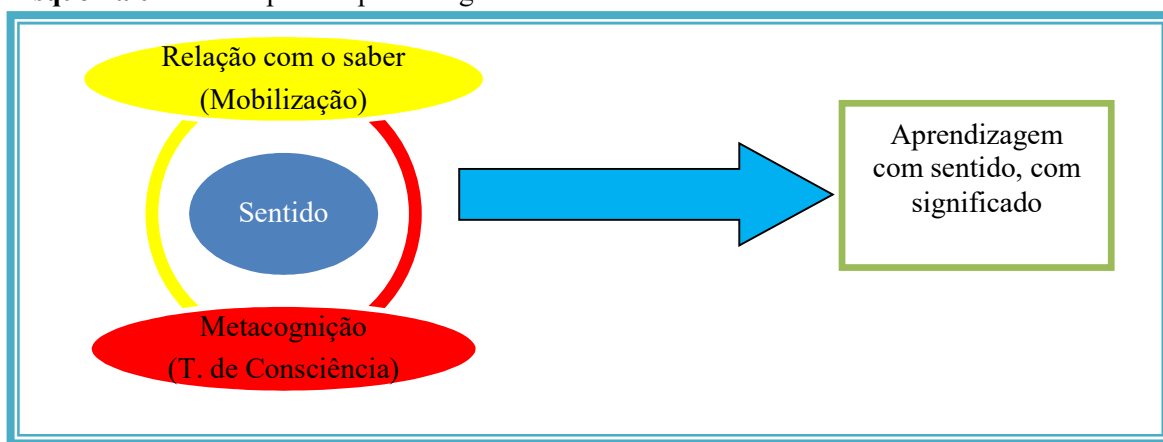 Relação com o saber
(Mobilização)
Sentido
Metacognição
(T. de Consciência)
Aprendizagem
com sentido, com
significado